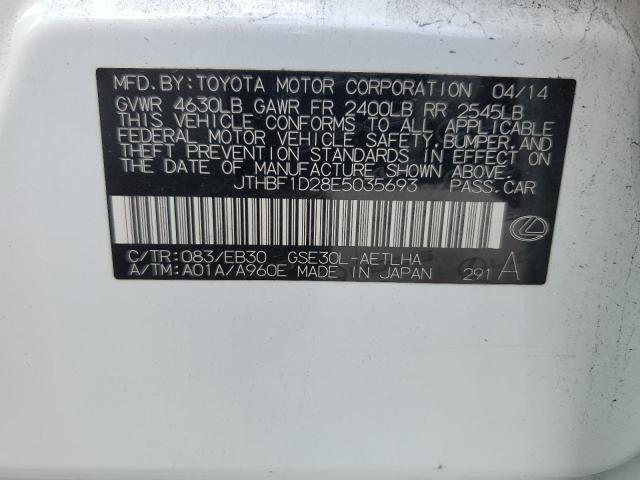 MFD. BY: TOYOTA MOTOR CORPORATION 04/14
GVWR 4630LB GAWR FR 2400LB RR 2545LB
THIS VEHICLE CONFORMS TO ALL APPLICABLE
FEDERAL MOTOR VEHICLE SAFETY, BUMPER, AND
THEFT PREVENTION STANDARDS IN EFFECT ON
THE DATE OF MANUFACTURE SHOWN ABOVE.
JTHBF1D28E5035693 PASS. CAR
C/TR: 083/EB30 GSE30L-AETLHA
A/TM: A01A/A960E MADE IN JAPAN 291 A